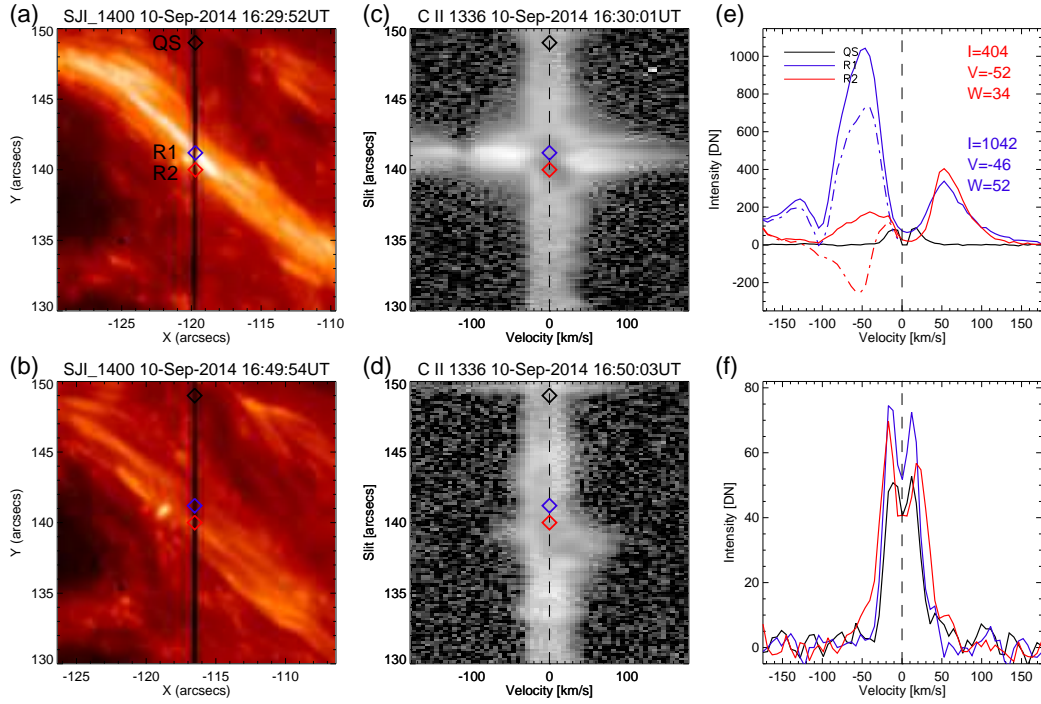 (a) SJI_1400 10-Sep-2014 16:29:52UT
150
145
140
135
130
Y (arcsecs)
QS
R1
R2
-125 -120 -115 -110
X (arcsecs)
(c) C II 1336 10-Sep-2014 16:30:01UT
150
145
140
135
130
Slit [arcsecs]
-100 0 100
Velocity [km/s]
(e)
1000
800
600
400
200
0
-200
Intensity [DN]
QS
R1
R2
I=404
V=-52
W=34
I=1042
V=-46
W=52
-150 -100 -50 0 50 100 150
Velocity [km/s]
(b) SJI_1400 10-Sep-2014 16:49:54UT
150
145
140
135
130
Y (arcsecs)
-125 -120 -115 -110
X (arcsecs)
(d) C II 1336 10-Sep-2014 16:50:03UT
150
145
140
135
130
Slit [arcsecs]
-100 0 100
Velocity [km/s]
(f)
80
60
40
20
0
Intensity [DN]
-150 -100 -50 0 50 100 150
Velocity [km/s]